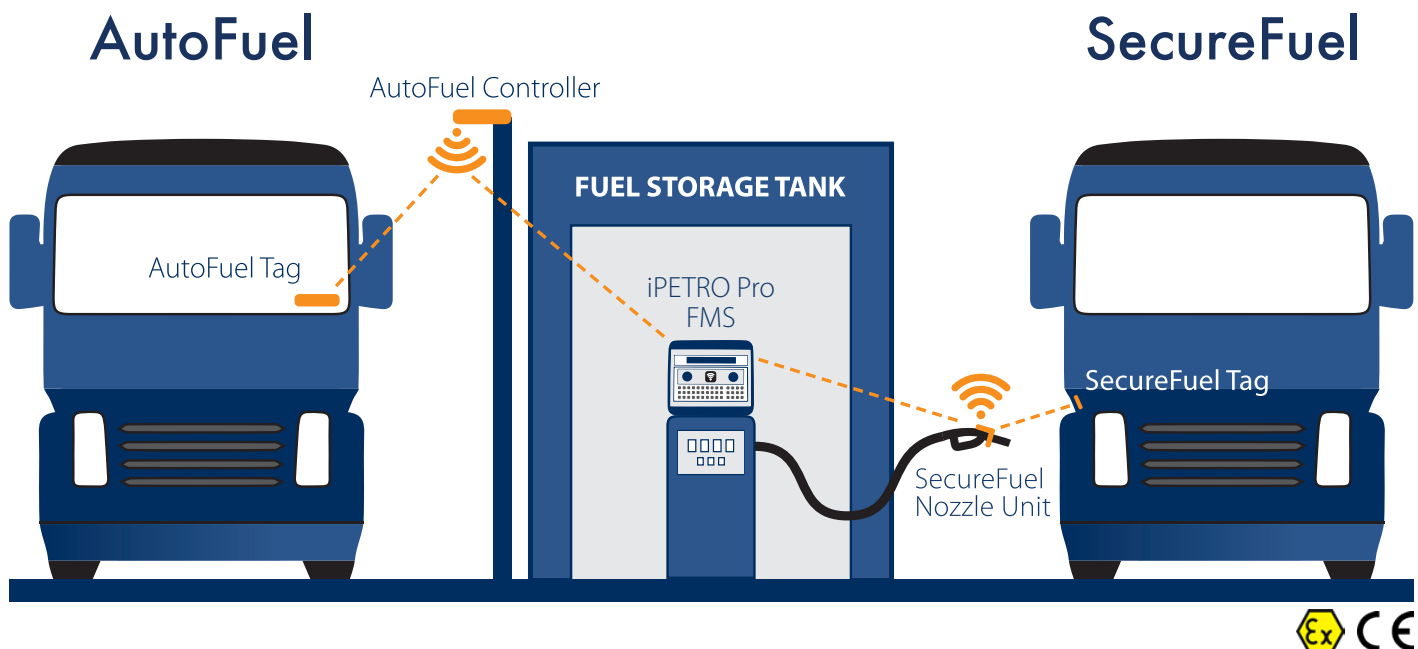 AutoFuel
SecureFuel
AutoFuel Controller
FUEL STORAGE TANK
AutoFuel Tag
iPETRO Pro
FMS
SecureFuel Tag
SecureFuel
Nozzle Unit
Ex CE